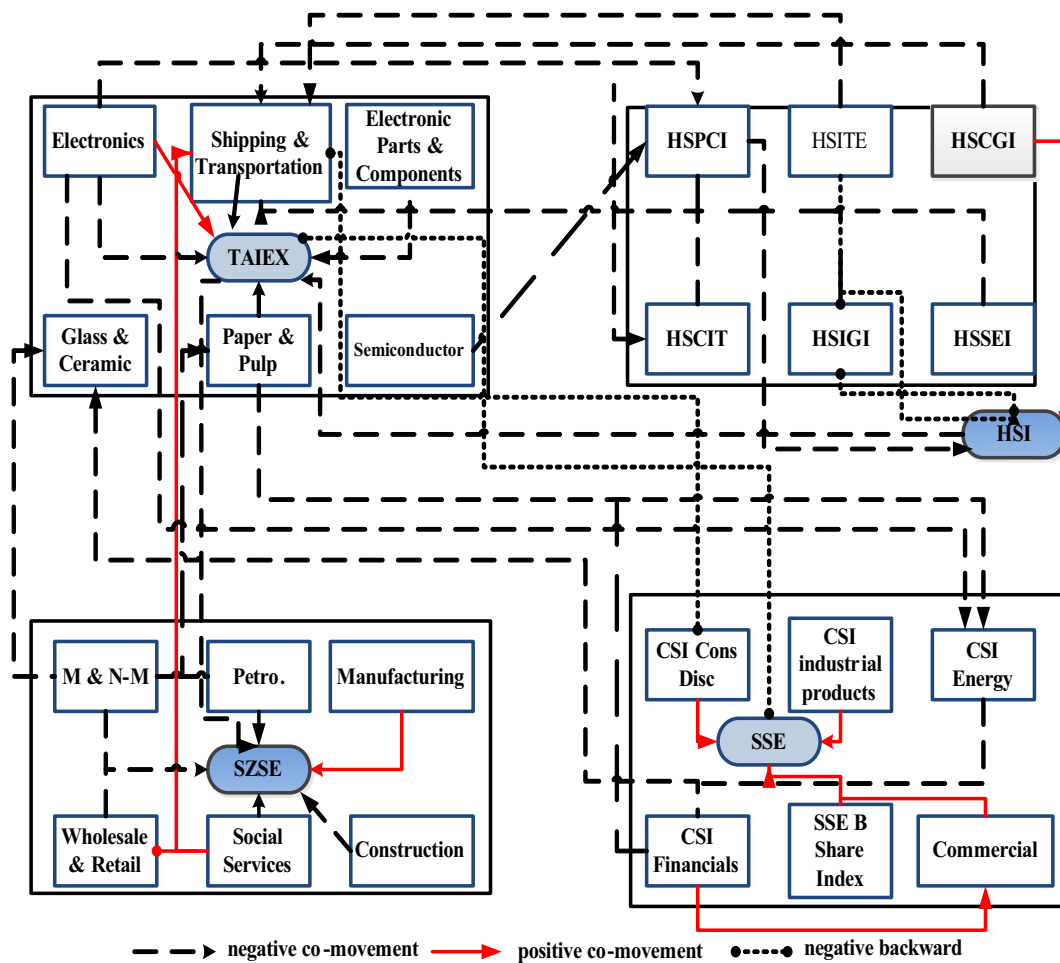 Electronics
Shipping &
Transportation
Electronic
Parts &
Components
TAIEX
Glass &
Ceramic
Paper &
Pulp
Semiconductor
HSPCI
HSITE
HSCGI
HSCIT
HSIGI
HSSEI
HSI
M & N-M
Petro.
Manufacturing
SZSE
Wholesale
& Retail
Social
Services
Construction
CSI Cons
Disc
CSI
industrial
products
CSI
Energy
SSE
CSI
Financials
SSE B
Share
Index
Commercial
negative co-movement
positive co-movement
negative backward